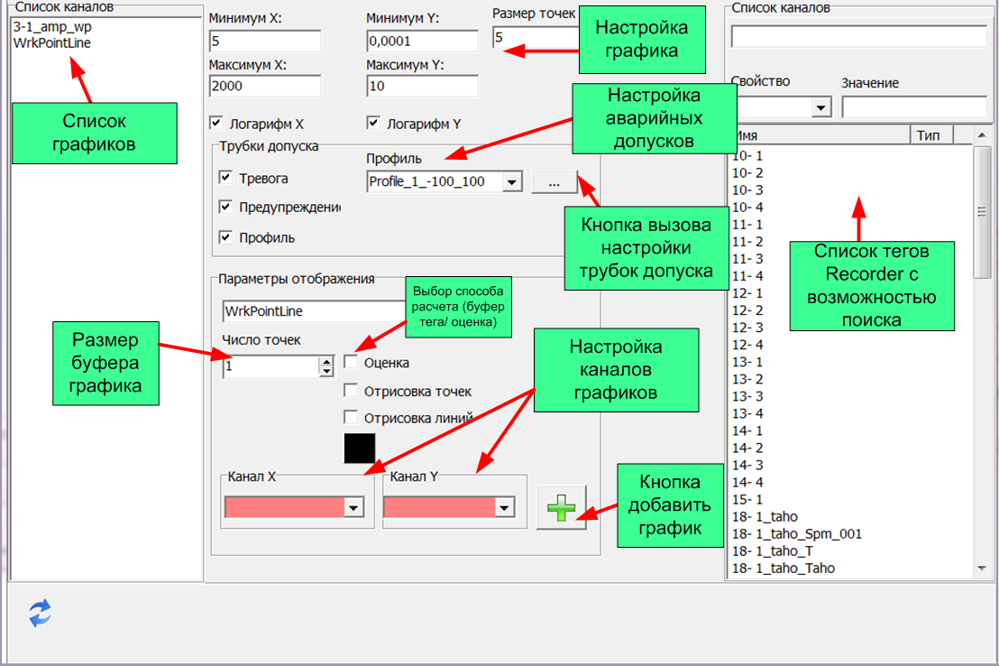 Список каналов
3-1_amp_wp
WrkPointLine
Список
графиков
Минимум X:
5
Минимум Y:
0,0001
Размер точек
5
Максимум X:
2000
Максимум Y:
10
Логарифм X
Логарифм Y
Настройка
графика
Трубки допуска
Тревога
Предупреждение
Профиль
Профиль
Profile_1_-100_100
...
Настройка
аварийных
допусков
Кнопка вызова
настройки
трубок допуска
Параметры отображения
WrkPointLine
Число точек
1
Выбор способа
расчета (буфер
тега/ оценка)
Размер
буфера
графика
Оценка
Отрисовка точек
Отрисовка линий
Настройка
каналов
графиков
Канал X
Канал Y
Кнопка
добавить
график
Список каналов
Свойство
Значение
Имя
Тип
10- 1
10- 2
10- 3
10- 4
11- 1
11- 2
11- 3
11- 4
12- 1
12- 2
12- 3
12- 4
13- 1
13- 2
13- 3
13- 4
14- 1
14- 2
14- 3
14- 4
15- 1
18- 1_taho
18- 1_taho_Spm_001
18- 1_taho_T
18- 1_taho_Taho
Список тегов
Recorder с
возможностью
поиска